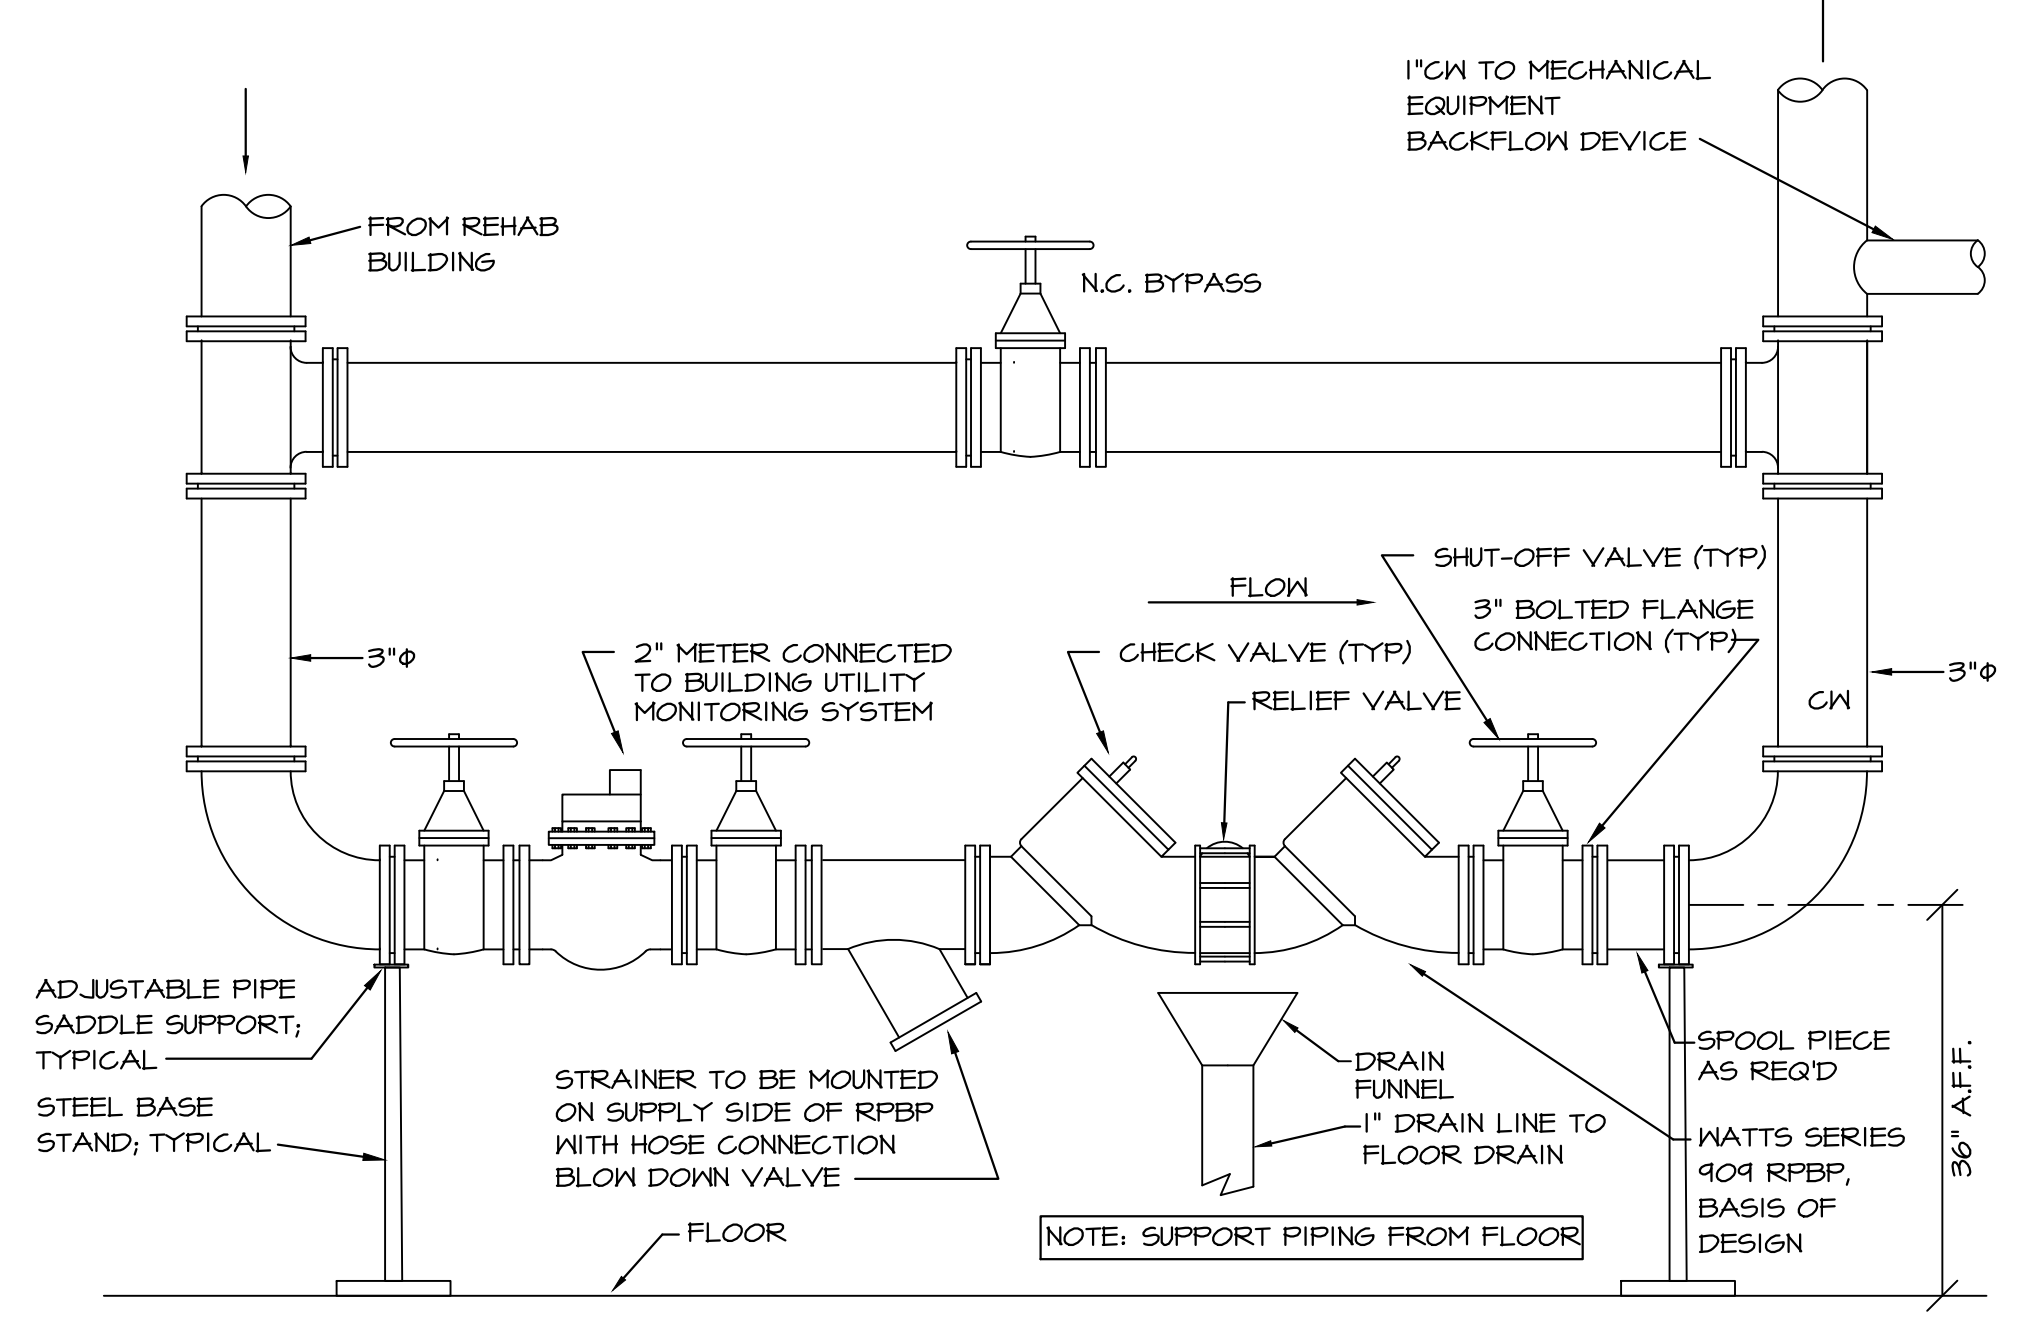 1"CW TO MECHANICAL
EQUIPMENT
BACKFLOW DEVICE
FROM REHAB
BUILDING
N.C. BYPASS
SHUT-OFF VALVE (TYP)
FLOW
3" BOLTED FLANGE
CONNECTION (TYP)
2" METER CONNECTED
TO BUILDING UTILITY
MONITORING SYSTEM
CHECK VALVE (TYP)
3"Φ
3"Φ
RELIEF VALVE
CW
ADJUSTABLE PIPE
SADDLE SUPPORT;
TYPICAL
STEEL BASE
STAND; TYPICAL
STRAINER TO BE MOUNTED
ON SUPPLY SIDE OF RPBP
WITH HOSE CONNECTION
BLOW DOWN VALVE
DRAIN
FUNNEL
1" DRAIN LINE TO
FLOOR DRAIN
SPOOL PIECE
AS REQ'D
WATTS SERIES
909 RPBP,
BASIS OF
DESIGN
36" A.F.F.
FLOOR
NOTE: SUPPORT PIPING FROM FLOOR